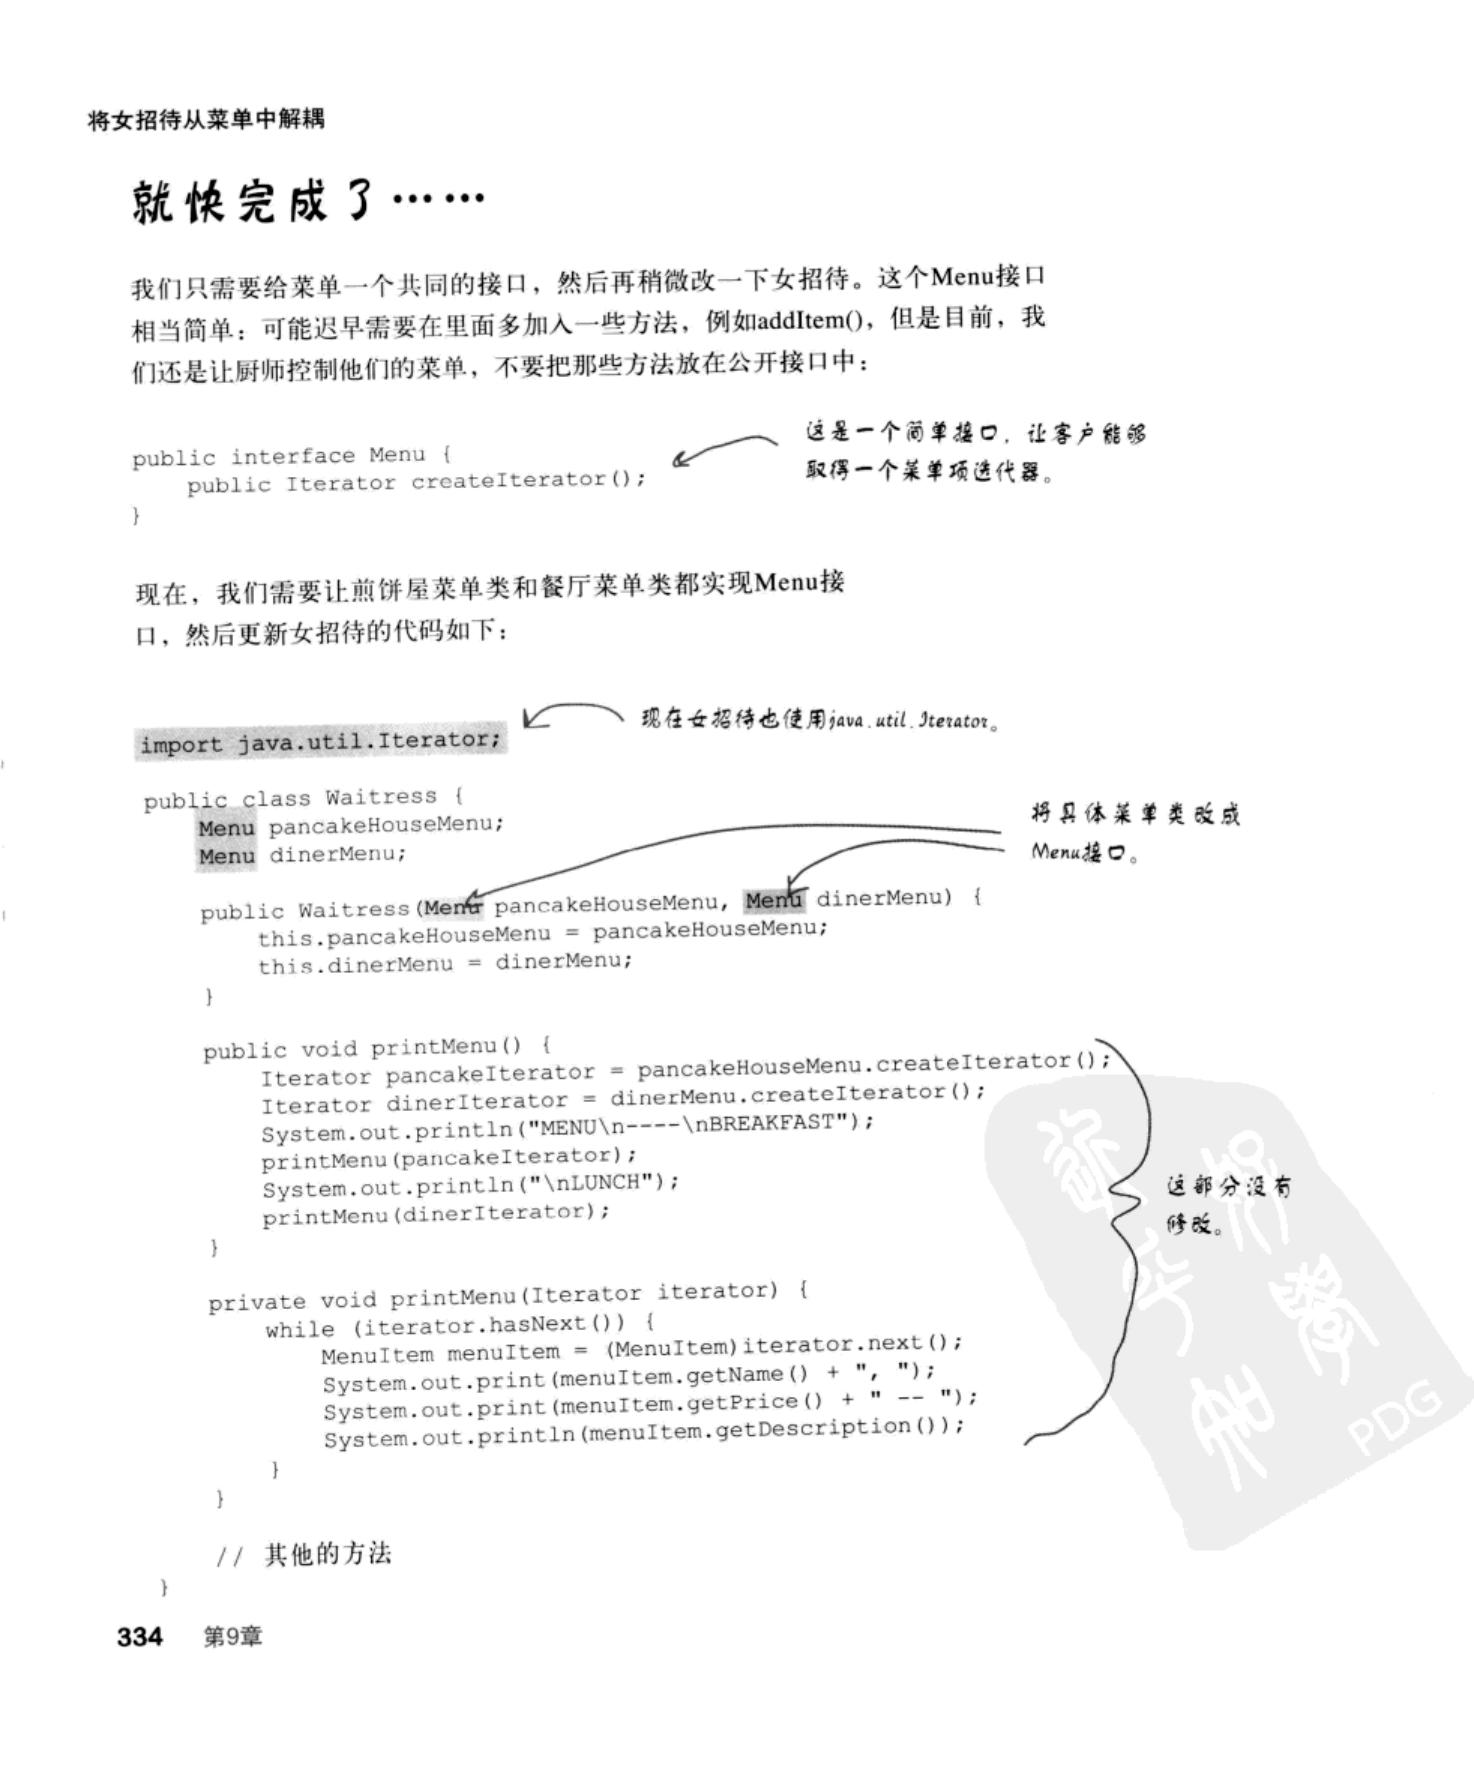 将女招待从菜单中解耦
就快完成了……
我们只需要给菜单一个共同的接口，然后再稍微改一下女招待。这个Menu接口
相当简单：可能迟早需要在里面多加入一些方法，例如addItem()，但是目前，我
们还是让厨师控制他们的菜单，不要把那些方法放在公开接口中：
public interface Menu {
    public Iterator createIterator();
}
这是一个简单接口，让客户能够
取得一个菜单项迭代器。
现在，我们需要让煎饼屋菜单类和餐厅菜单类都实现Menu接
口，然后更新女招待的代码如下：
import java.util.Iterator;
现在女招待也使用java.util.Iterator。
public class Waitress {
    Menu pancakeHouseMenu;
    Menu dinerMenu;
将具体菜单类改成
Menu接口。
    public Waitress(Menu pancakeHouseMenu, Menu dinerMenu) {
        this.pancakeHouseMenu = pancakeHouseMenu;
        this.dinerMenu = dinerMenu;
    }
    public void printMenu() {
        Iterator pancakeIterator = pancakeHouseMenu.createIterator();
        Iterator dinerIterator = dinerMenu.createIterator();
        System.out.println("MENU\n----\nBREAKFAST");
        printMenu(pancakeIterator);
        System.out.println("\nLUNCH");
        printMenu(dinerIterator);
    }
这部分没有
修改。
    private void printMenu(Iterator iterator) {
        while (iterator.hasNext()) {
            MenuItem menuItem = (MenuItem)iterator.next();
            System.out.print(menuItem.getName() + ", ");
            System.out.print(menuItem.getPrice() + " -- ");
            System.out.println(menuItem.getDescription());
        }
    }
    // 其他的方法
}
PDG
334 第9章